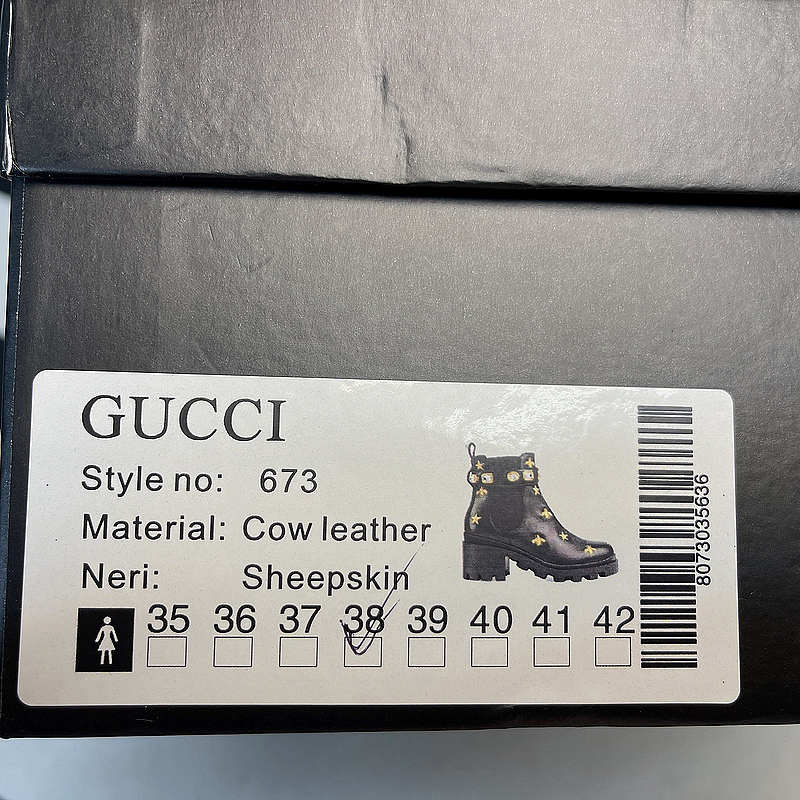 GUCCI
Style no: 673
Material: Cow leather
Neri: Sheepskin
35 36 37 38 39 40 41 42
8073035636